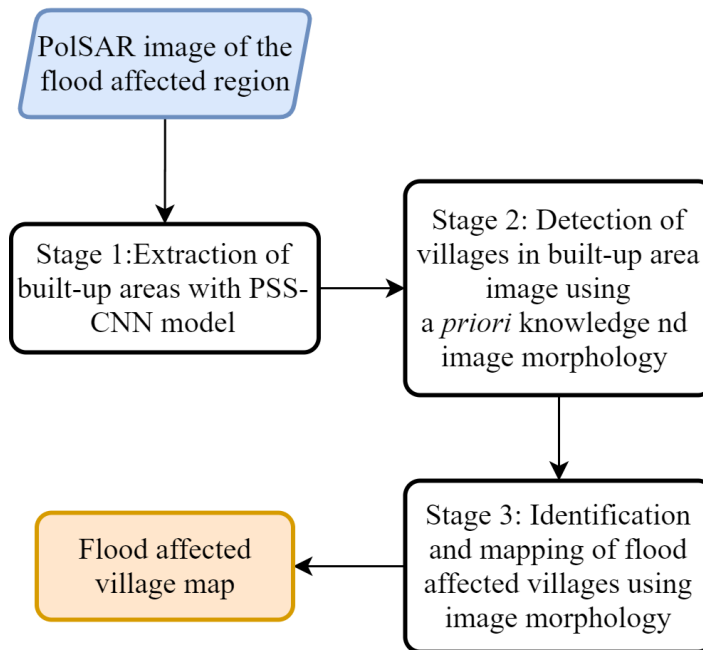 PolSAR image of the
flood affected region
Stage 1:Extraction of
built-up areas with PSS-
CNN model
Stage 2: Detection of
villages in built-up area
image using
a priori knowledge nd
image morphology
Stage 3: Identification
and mapping of flood
affected villages using
image morphology
Flood affected
village map